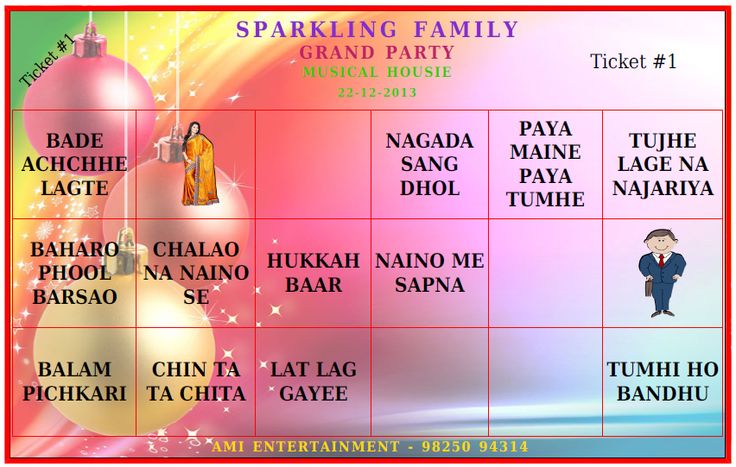 SPARKLING FAMILY
GRAND PARTY
MUSICAL HOUSIE
22-12-2013
Ticket #1
Ticket #1
BADE
ACHCHHE
LAGTE
NAGADA
SANG
DHOL
PAYA
MAINE
PAYA
TUMHE
TUJHE
LAGE NA
NAJARIYA
BAHARO
PHOOL
BARSAO
CHALAO
NA NAINO
SE
HUKKAH
BAAR
NAINO ME
SAPNA
BALAM
PICHKARI
CHIN TA
TA CHITA
LAT LAG
GAYEE
TUMHI HO
BANDHU
AMI ENTERTAINMENT - 98250 94314